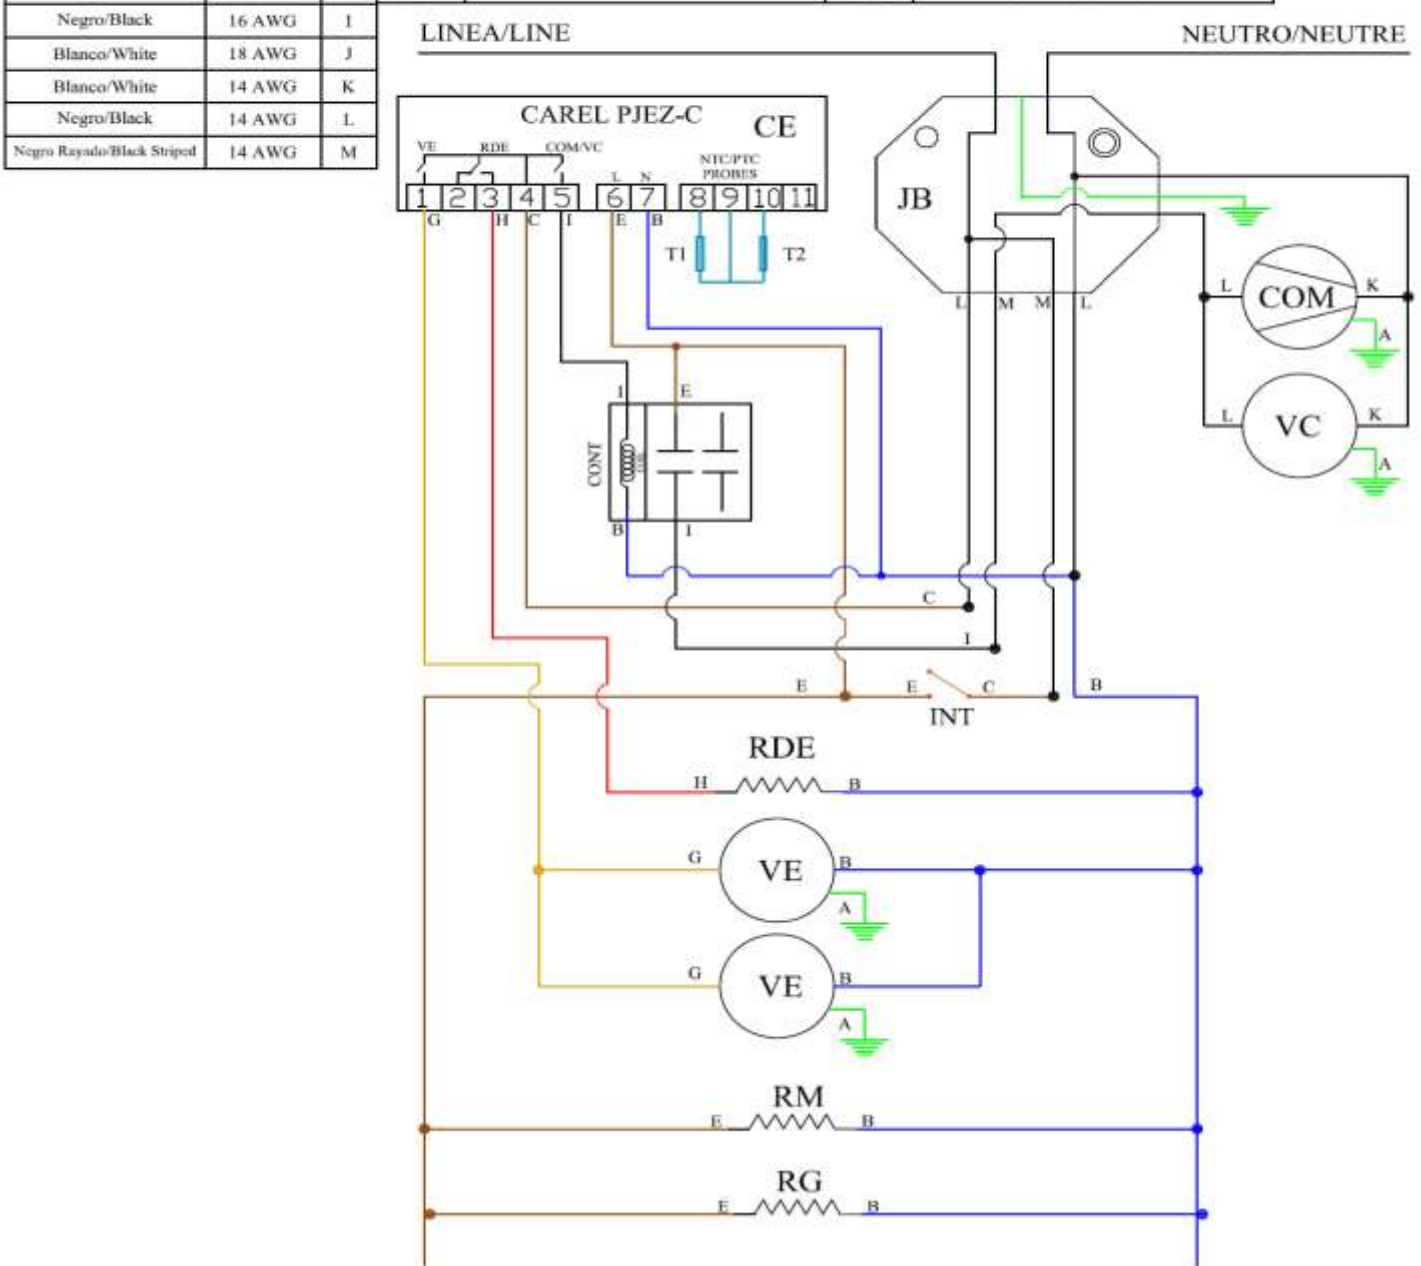 Negro/Black 16 AWG I
Blanco/White 18 AWG J
Blanco/White 14 AWG K
Negro/Black 14 AWG L
Negro Rayado/Black Striped 14 AWG M
LINEA/LINE
NEUTRO/NEUTRE
CAREL PJEZ-C
CE
VE RDE COM/VC
NTC/PTC
PROBES
L N
1 2 3 4 5 6 7 8 9 10 11
G H C I E B
T1 T2
JB
L M M L
L COM K
A
L VC K
A
I E
CONT
B I
C
I
E E C B
INT
RDE
H B
G VE B
A
G VE B
A
RM
E B
RG
E B